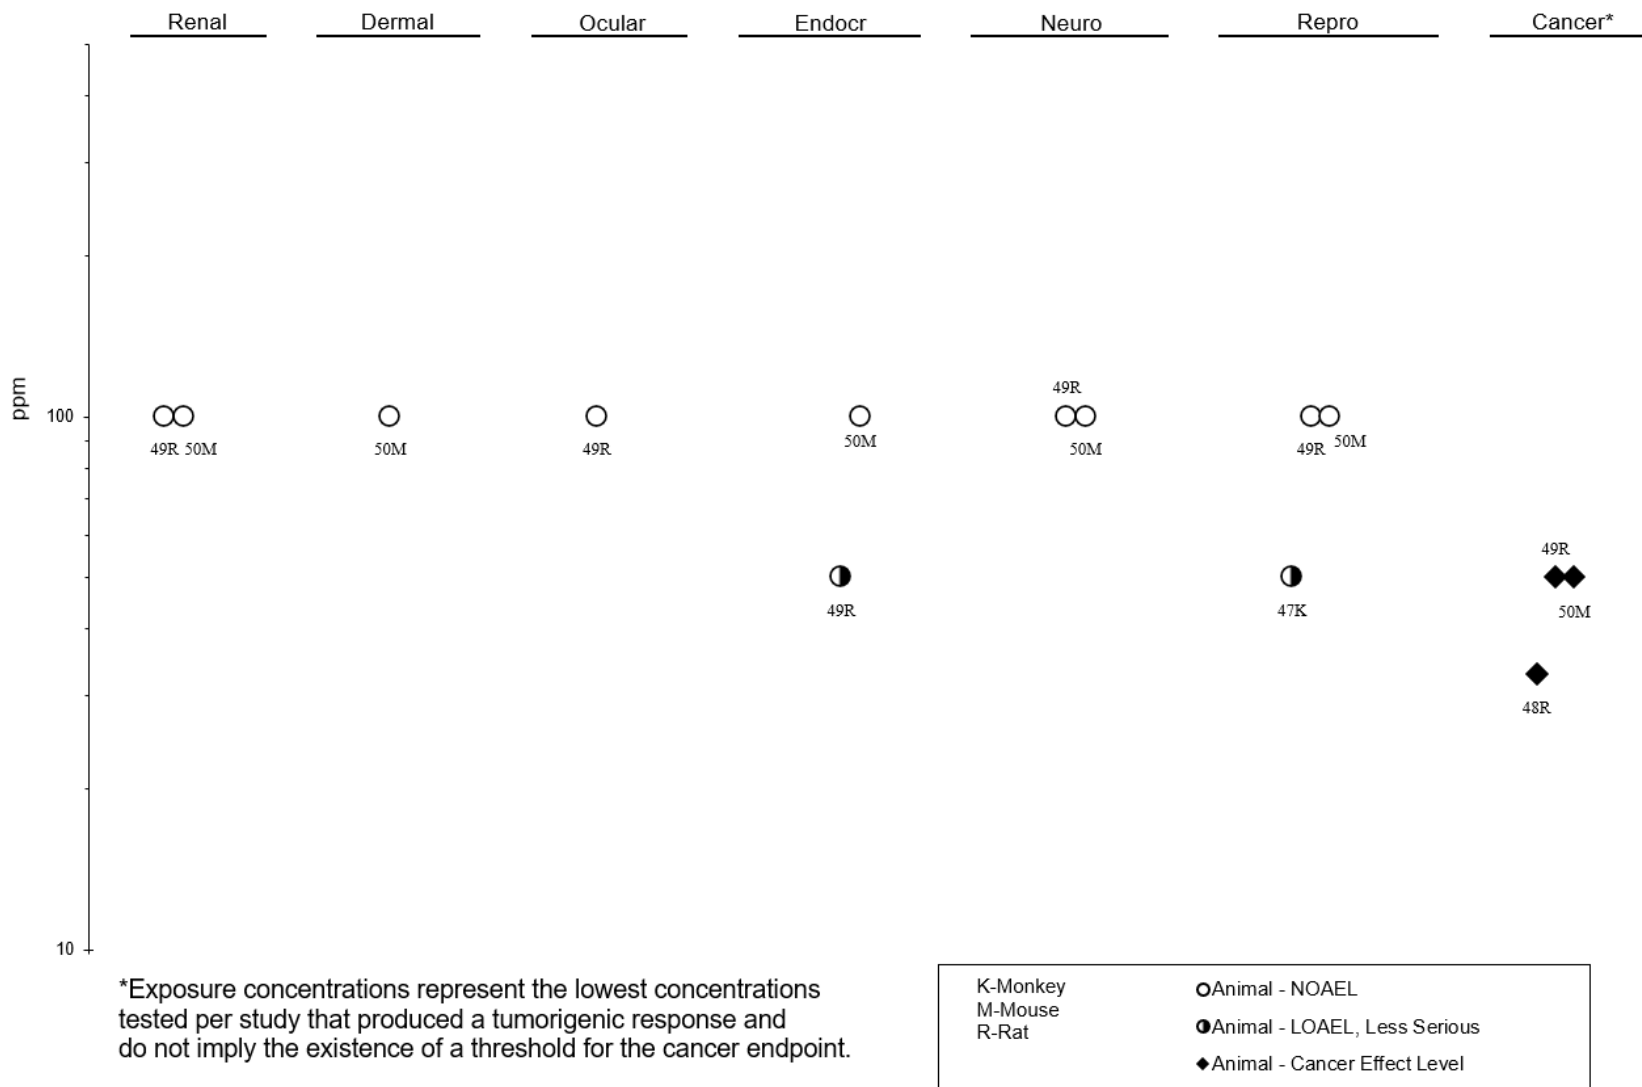 Renal Dermal Ocular Endocr Neuro Repro Cancer*
ppm
49R
100
49R 50M 50M 49R 50M 50M 49R 50M
49R
49R 47K 50M
48R
10
*Exposure concentrations represent the lowest concentrations
tested per study that produced a tumorigenic response and
do not imply the existence of a threshold for the cancer endpoint.
K-Monkey
M-Mouse
R-Rat
Animal - NOAEL
Animal - LOAEL, Less Serious
Animal - Cancer Effect Level